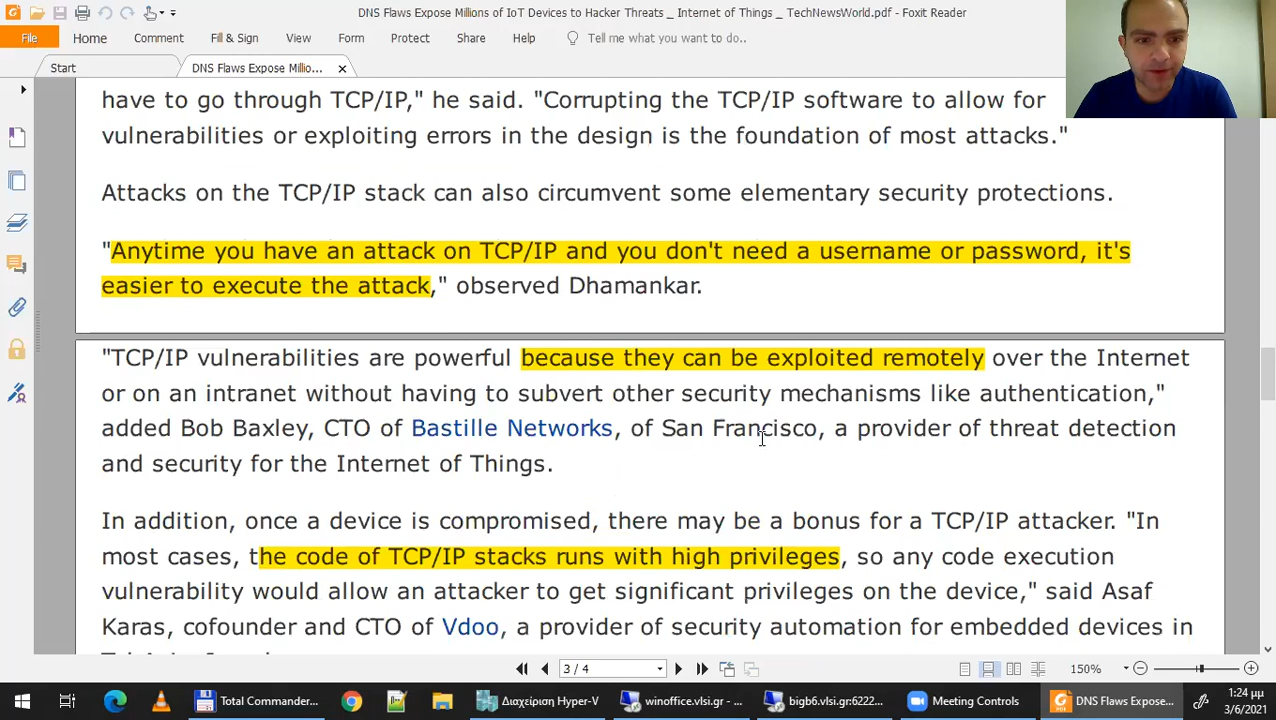 DNS Flaws Expose Millions of IoT Devices to Hacker Threats _ Internet of Things _ TechNewsWorld.pdf - Foxit Reader
File Home Comment Fill & Sign View Form Protect Share Help Tell me what you want to do..
Start DNS Flaws Expose Millio...
have to go through TCP/IP," he said. "Corrupting the TCP/IP software to allow for
vulnerabilities or exploiting errors in the design is the foundation of most attacks."
Attacks on the TCP/IP stack can also circumvent some elementary security protections.
"Anytime you have an attack on TCP/IP and you don't need a username or password, it's
easier to execute the attack," observed Dhamankar.
"TCP/IP vulnerabilities are powerful because they can be exploited remotely over the Internet
or on an intranet without having to subvert other security mechanisms like authentication,"
added Bob Baxley, CTO of Bastille Networks, of San Francisco, a provider of threat detection
and security for the Internet of Things.
In addition, once a device is compromised, there may be a bonus for a TCP/IP attacker. "In
most cases, the code of TCP/IP stacks runs with high privileges, so any code execution
vulnerability would allow an attacker to get significant privileges on the device," said Asaf
Karas, cofounder and CTO of Vdoo, a provider of security automation for embedded devices in
3 / 4 150%
Total Commander... Διαχείριση Hyper-V winoffice.vlsi.gr - ... bigb6.vlsi.gr:6222... Meeting Controls DNS Flaws Expose... 1:24 μμ
3/6/2021